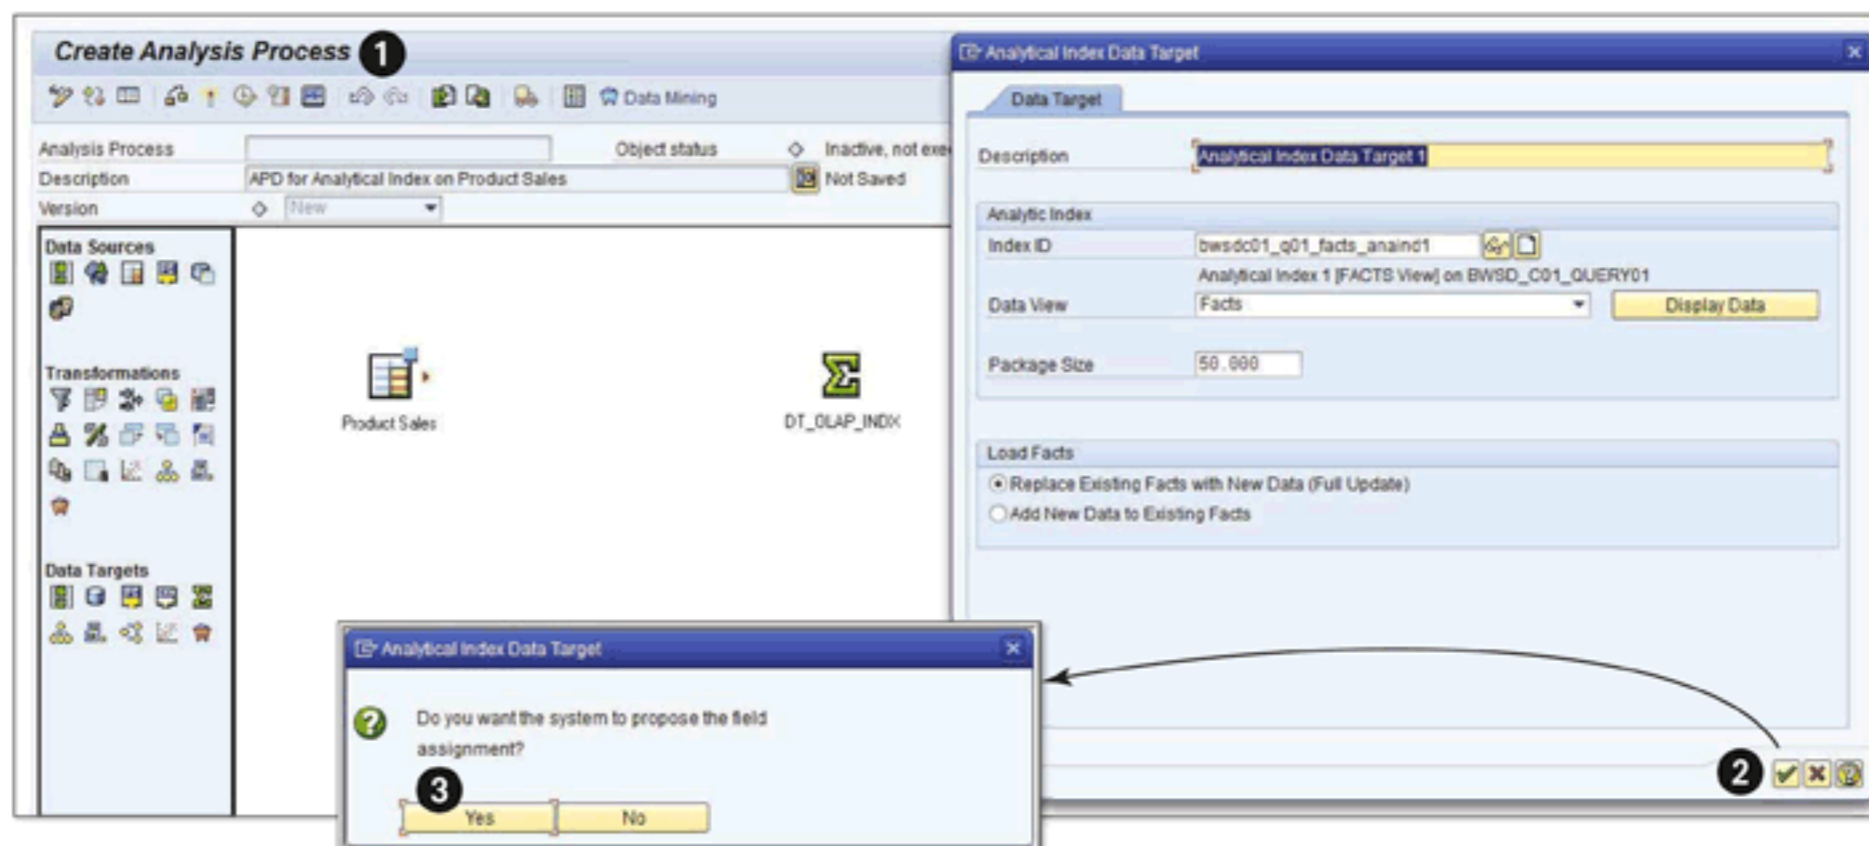 Create Analysis Process 1
Data Mining
Analysis Process
Object status Inactive, not exe
Description APD for Analytical Index on Product Sales Not Saved
Version New
Data Sources
Transformations
Data Targets
Product Sales
DT_OLAP_INDX
Analytical Index Data Target
Data Target
Description Analytical Index Data Target 1
Analytic Index
Index ID bwsdc01_q01_facts_anaind1
Analytical Index 1 [FACTS View] on BWSD_C01_QUERY01
Data View Facts Display Data
Package Size 50.000
Load Facts
Replace Existing Facts with New Data (Full Update)
Add New Data to Existing Facts
2
Analytical Index Data Target
Do you want the system to propose the field
assignment?
3
Yes No